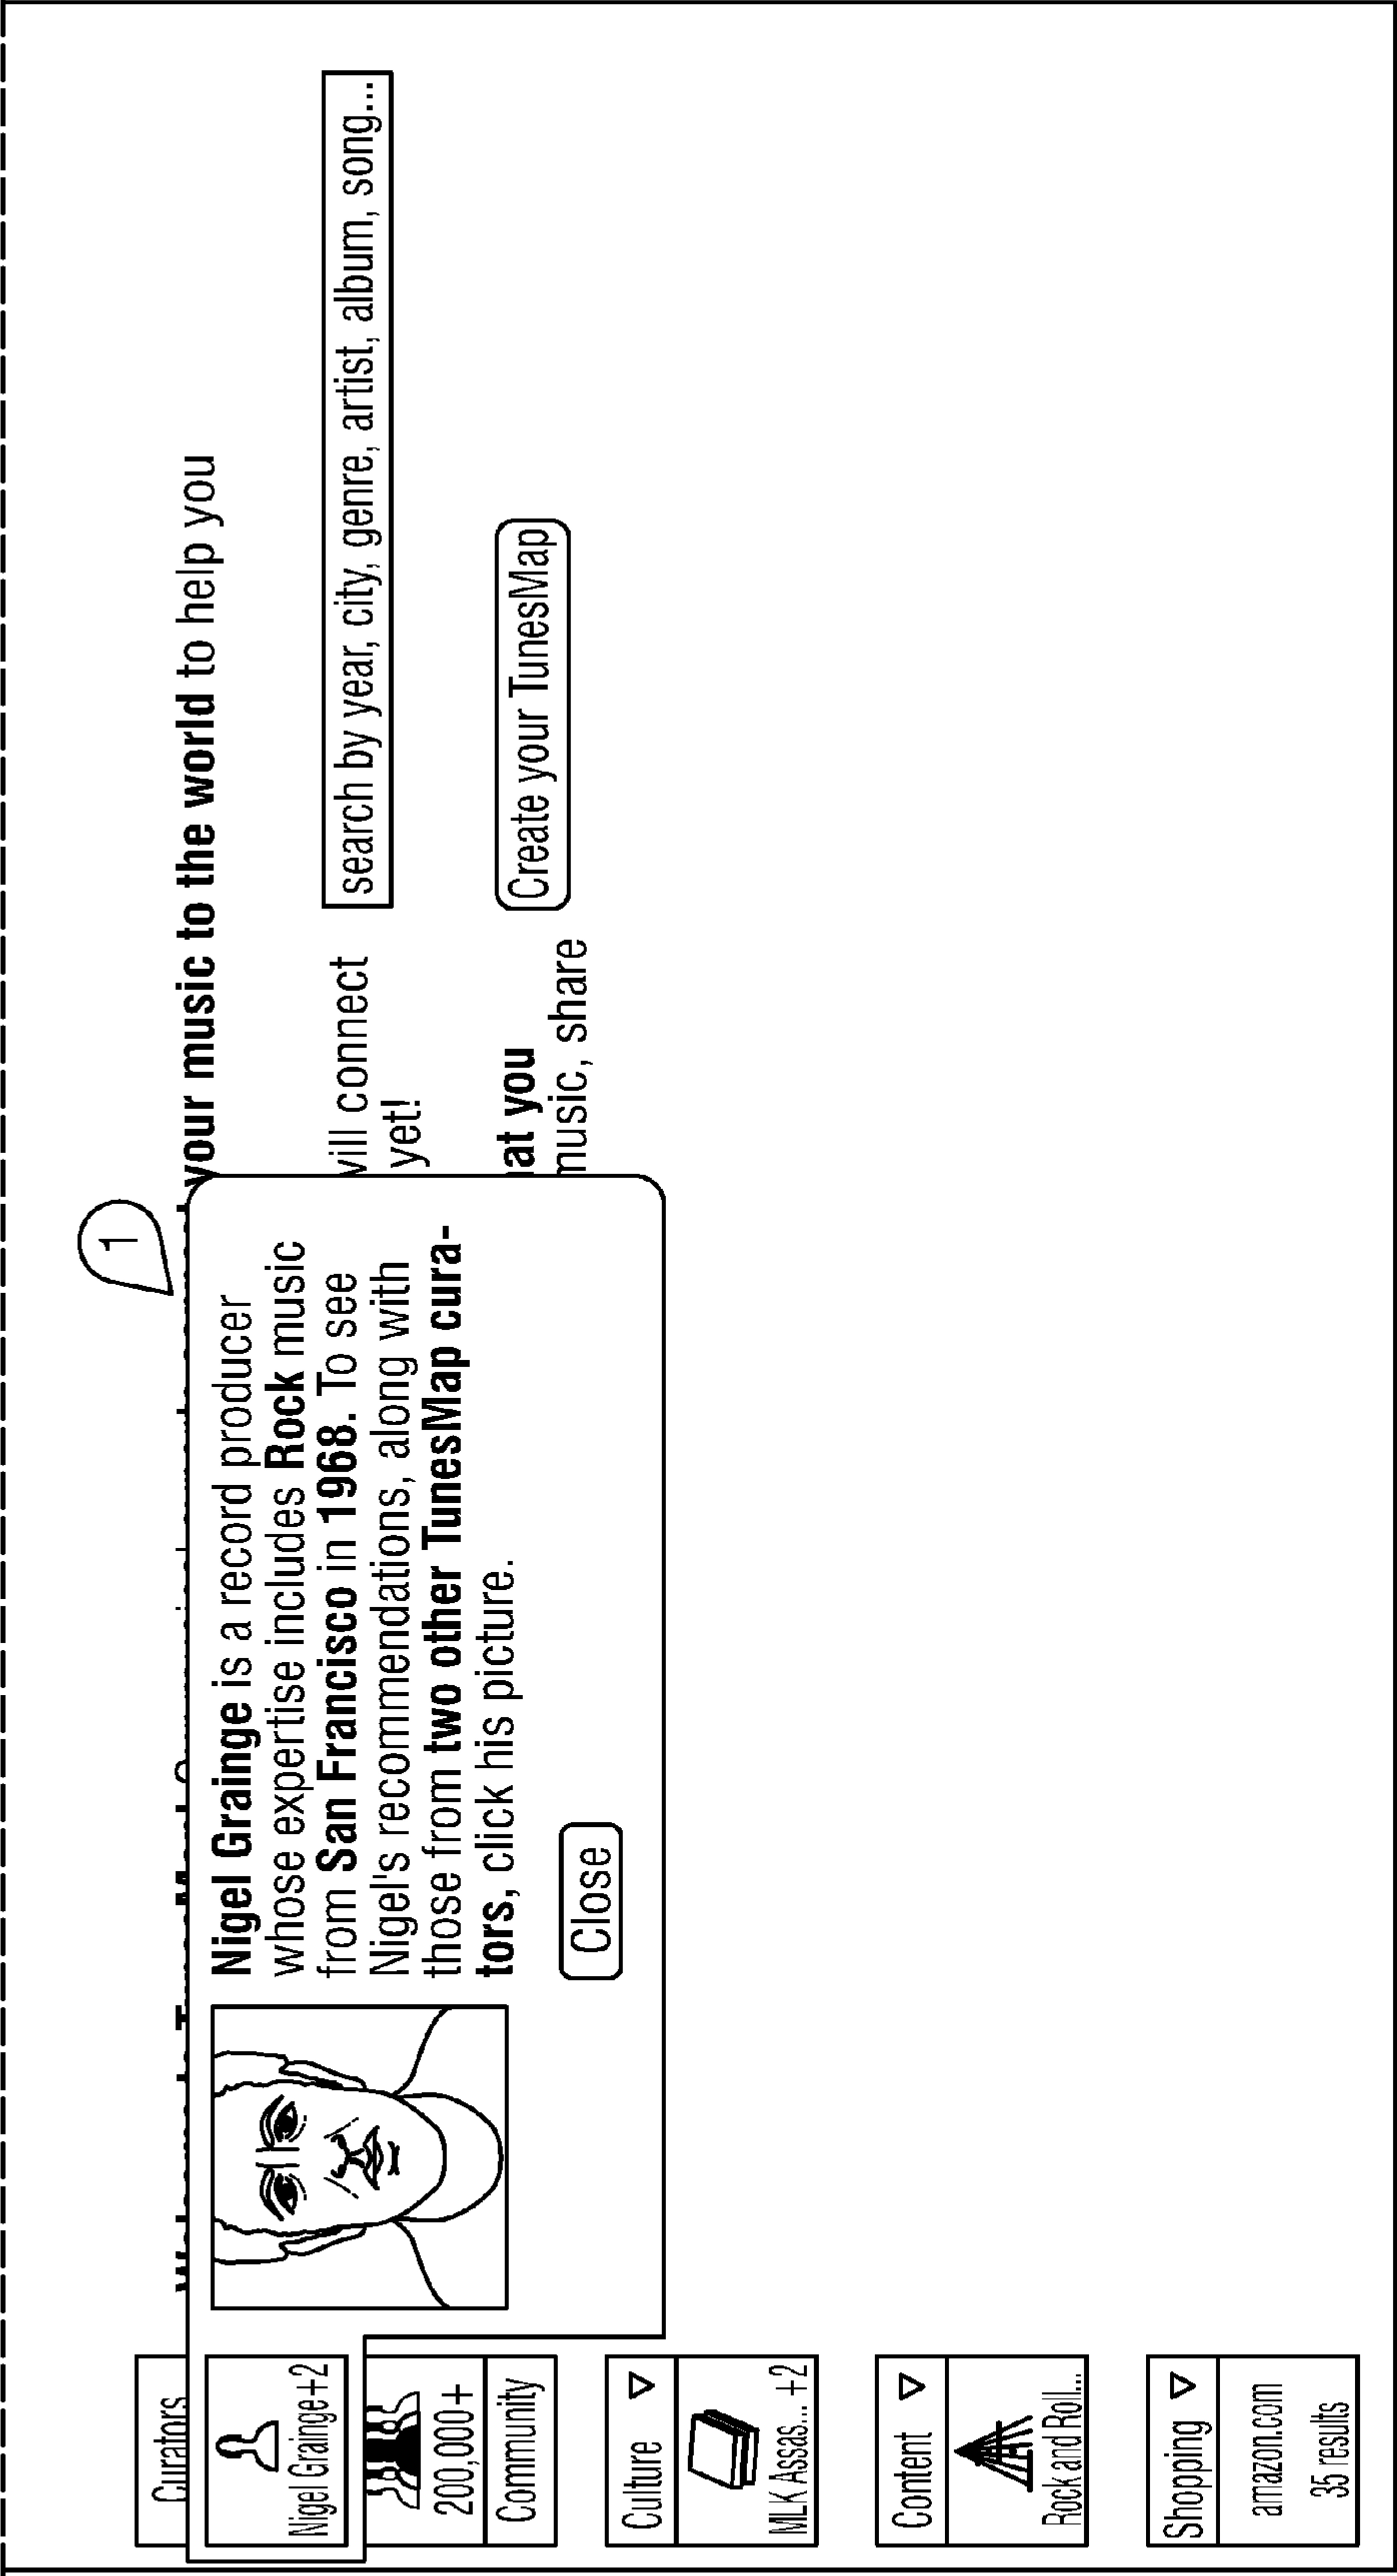 1
your music to the world to help you
Curators
Nigel Grainge+2
Nigel Grainge is a record producer
whose expertise includes Rock music
from San Francisco in 1968. To see
Nigel's recommendations, along with
those from two other TunesMap cura-
tors, click his picture.
Close
connect
yet!
search by year, city, genre, artist, album, song...
you
music, share
Create your TunesMap
200,000+
Community
Culture
MLK Assas... +2
Content
Rock and Roll...
Shopping
amazon.com
35 results